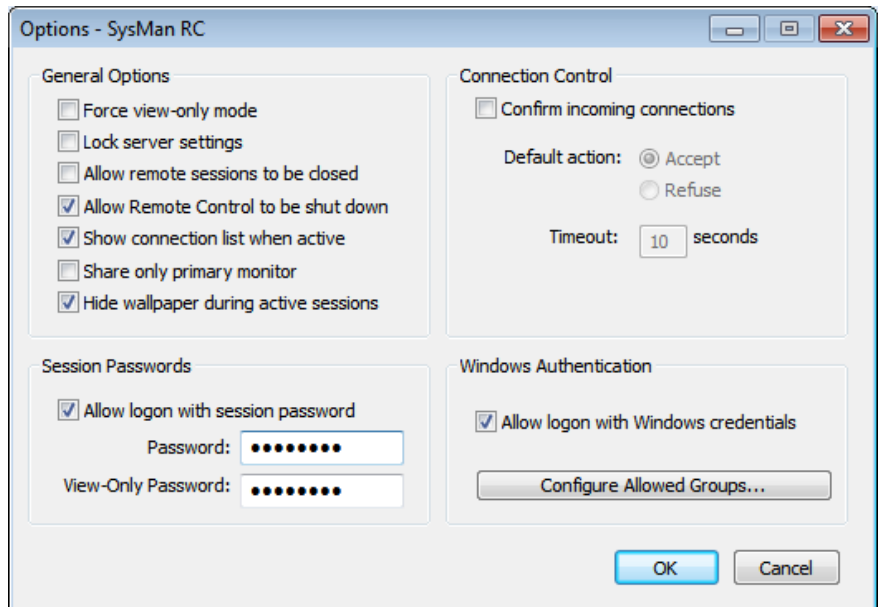 Options - SysMan RC
General Options
Force view-only mode
Lock server settings
Allow remote sessions to be closed
Allow Remote Control to be shut down
Show connection list when active
Share only primary monitor
Hide wallpaper during active sessions
Connection Control
Confirm incoming connections
Default action: Accept
Refuse
Timeout: 10 seconds
Session Passwords
Allow logon with session password
Password: ●●●●●●●●
View-Only Password: ●●●●●●●●
Windows Authentication
Allow logon with Windows credentials
Configure Allowed Groups...
OK Cancel